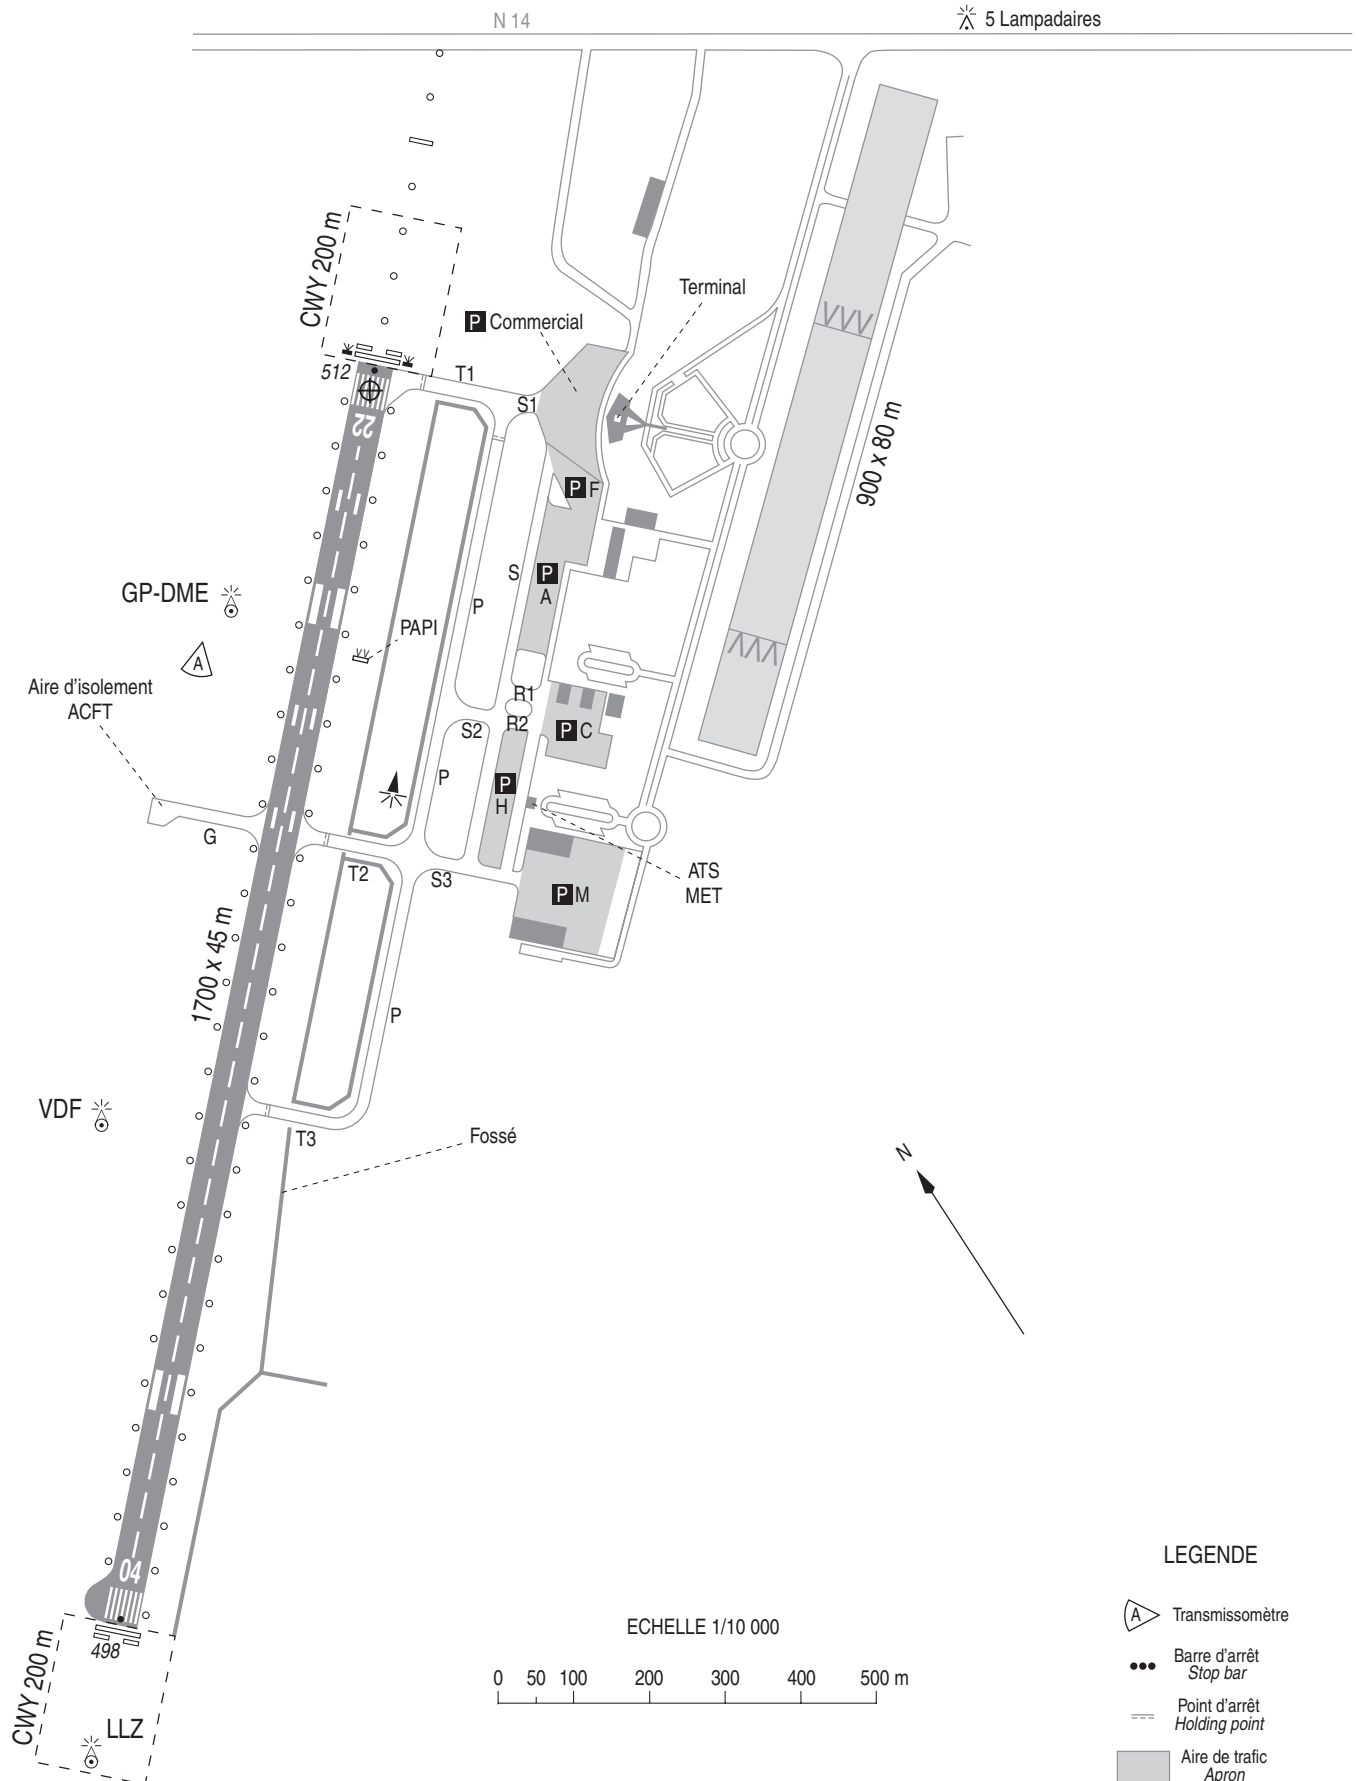 N 14
5 Lampadaires
CWY 200 m
Terminal
P Commercial
512
T1
S1
22
900 x 80 m
P F
S
P
A
GP-DME
P
PAPI
A
Aire d'isolement
ACFT
R1
R2
S2
P C
P
P
H
G
T2
S3
ATS
MET
P M
1700 x 45 m
P
VDF
T3
Fossé
N
04
498
CWY 200 m
LLZ
ECHELLE 1/10 000
0 50 100 200 300 400 500 m
LEGENDE
A Transmissomètre
Barre d'arrêt
Stop bar
Point d'arrêt
Holding point
Aire de trafic
Apron